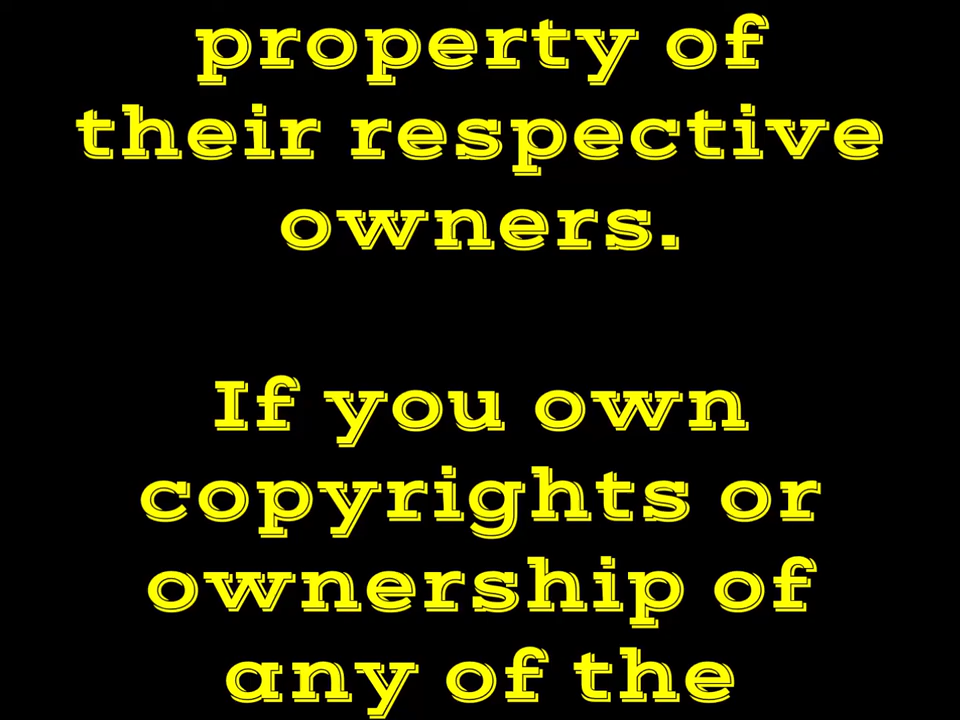 property of
their respective
owners.
If you own
copyrights or
ownership of
any of the